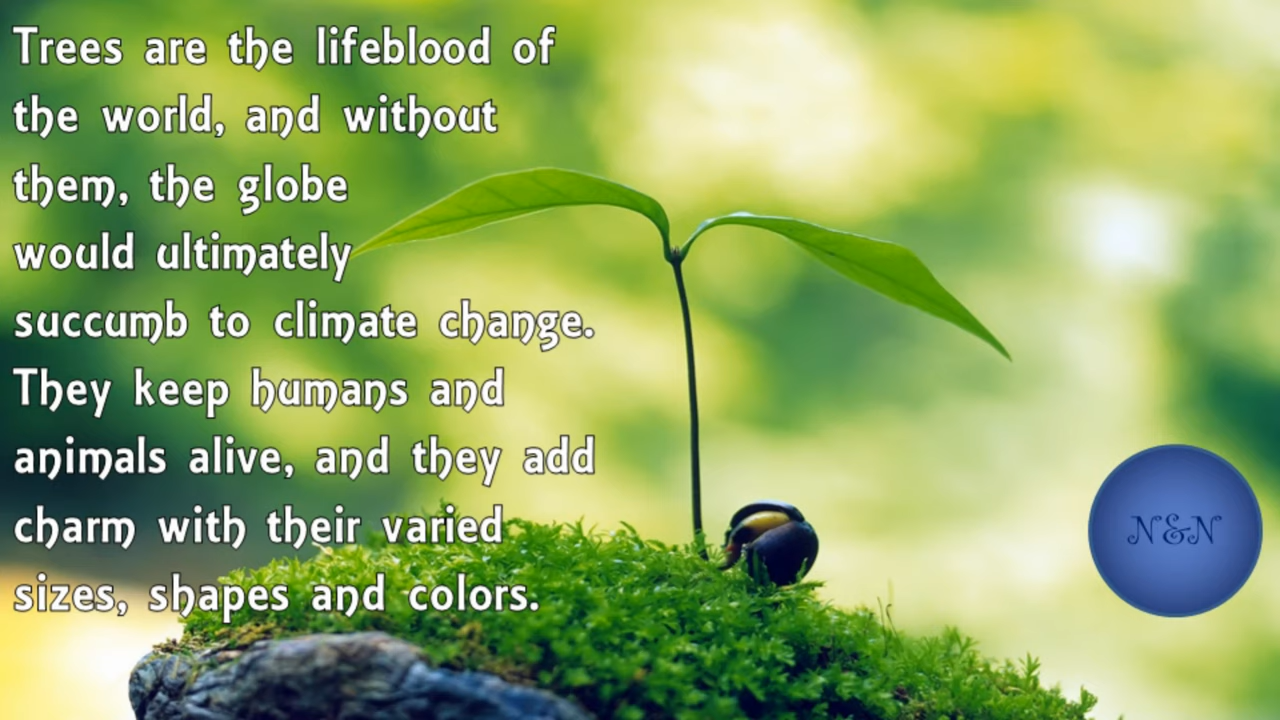 Trees are the lifeblood of
the world, and without
them, the globe
would ultimately
succumb to climate change.
They keep humans and
animals alive, and they add
charm with their varied
sizes, shapes and colors.
N&N